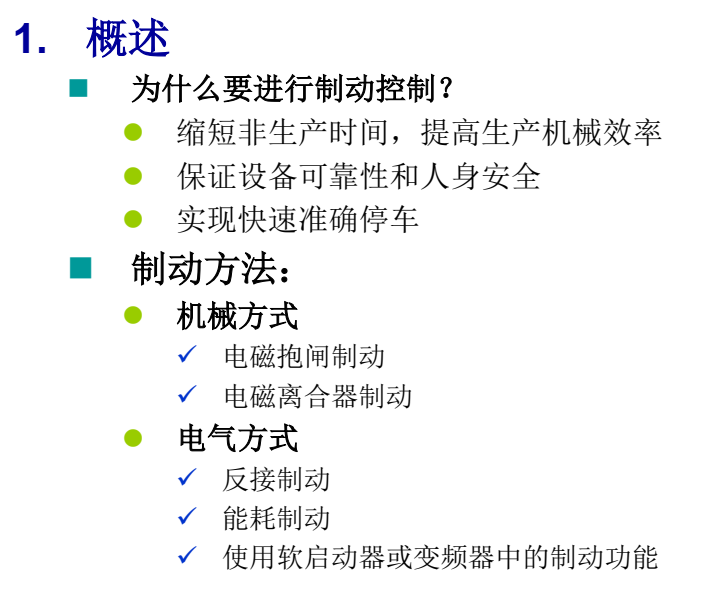 1. 概述
为什么要进行制动控制？
缩短非生产时间，提高生产机械效率
保证设备可靠性和人身安全
实现快速准确停车
制动方法：
机械方式
电磁抱闸制动
电磁离合器制动
电气方式
反接制动
能耗制动
使用软启动器或变频器中的制动功能